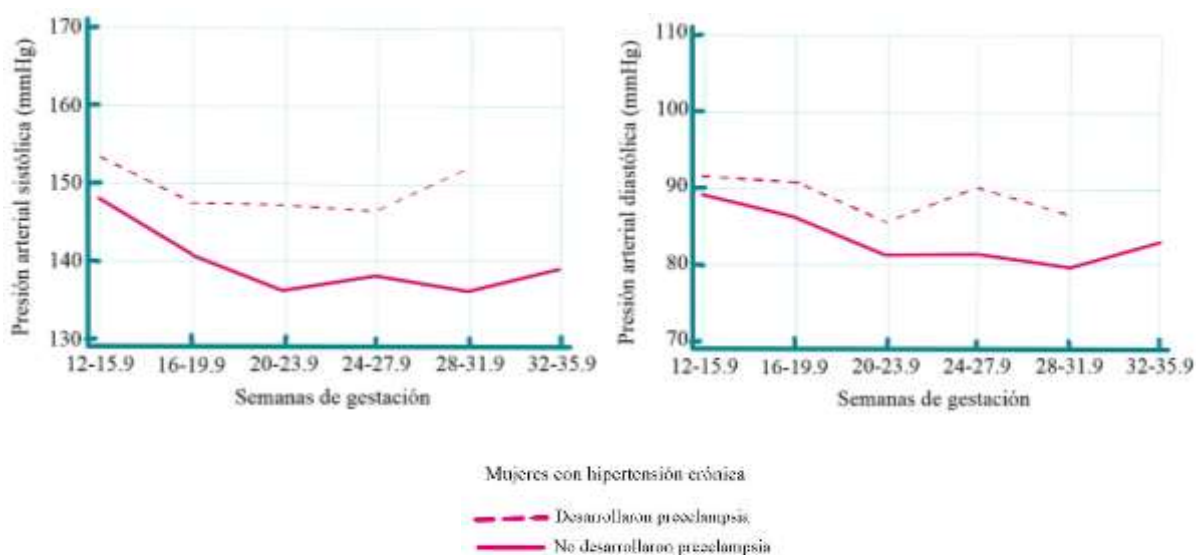 Presión arterial sistólica (mmHg)
170
160
150
140
130
12-15.9 16-19.9 20-23.9 24-27.9 28-31.9 32-35.9
Semanas de gestación
Presión arterial diastólica (mmHg)
110
100
90
80
70
12-15.9 16-19.9 20-23.9 24-27.9 28-31.9 32-35.9
Semanas de gestación
Mujeres con hipertensión crónica
Desarrollaron preeclampsia
No desarrollaron preeclampsia